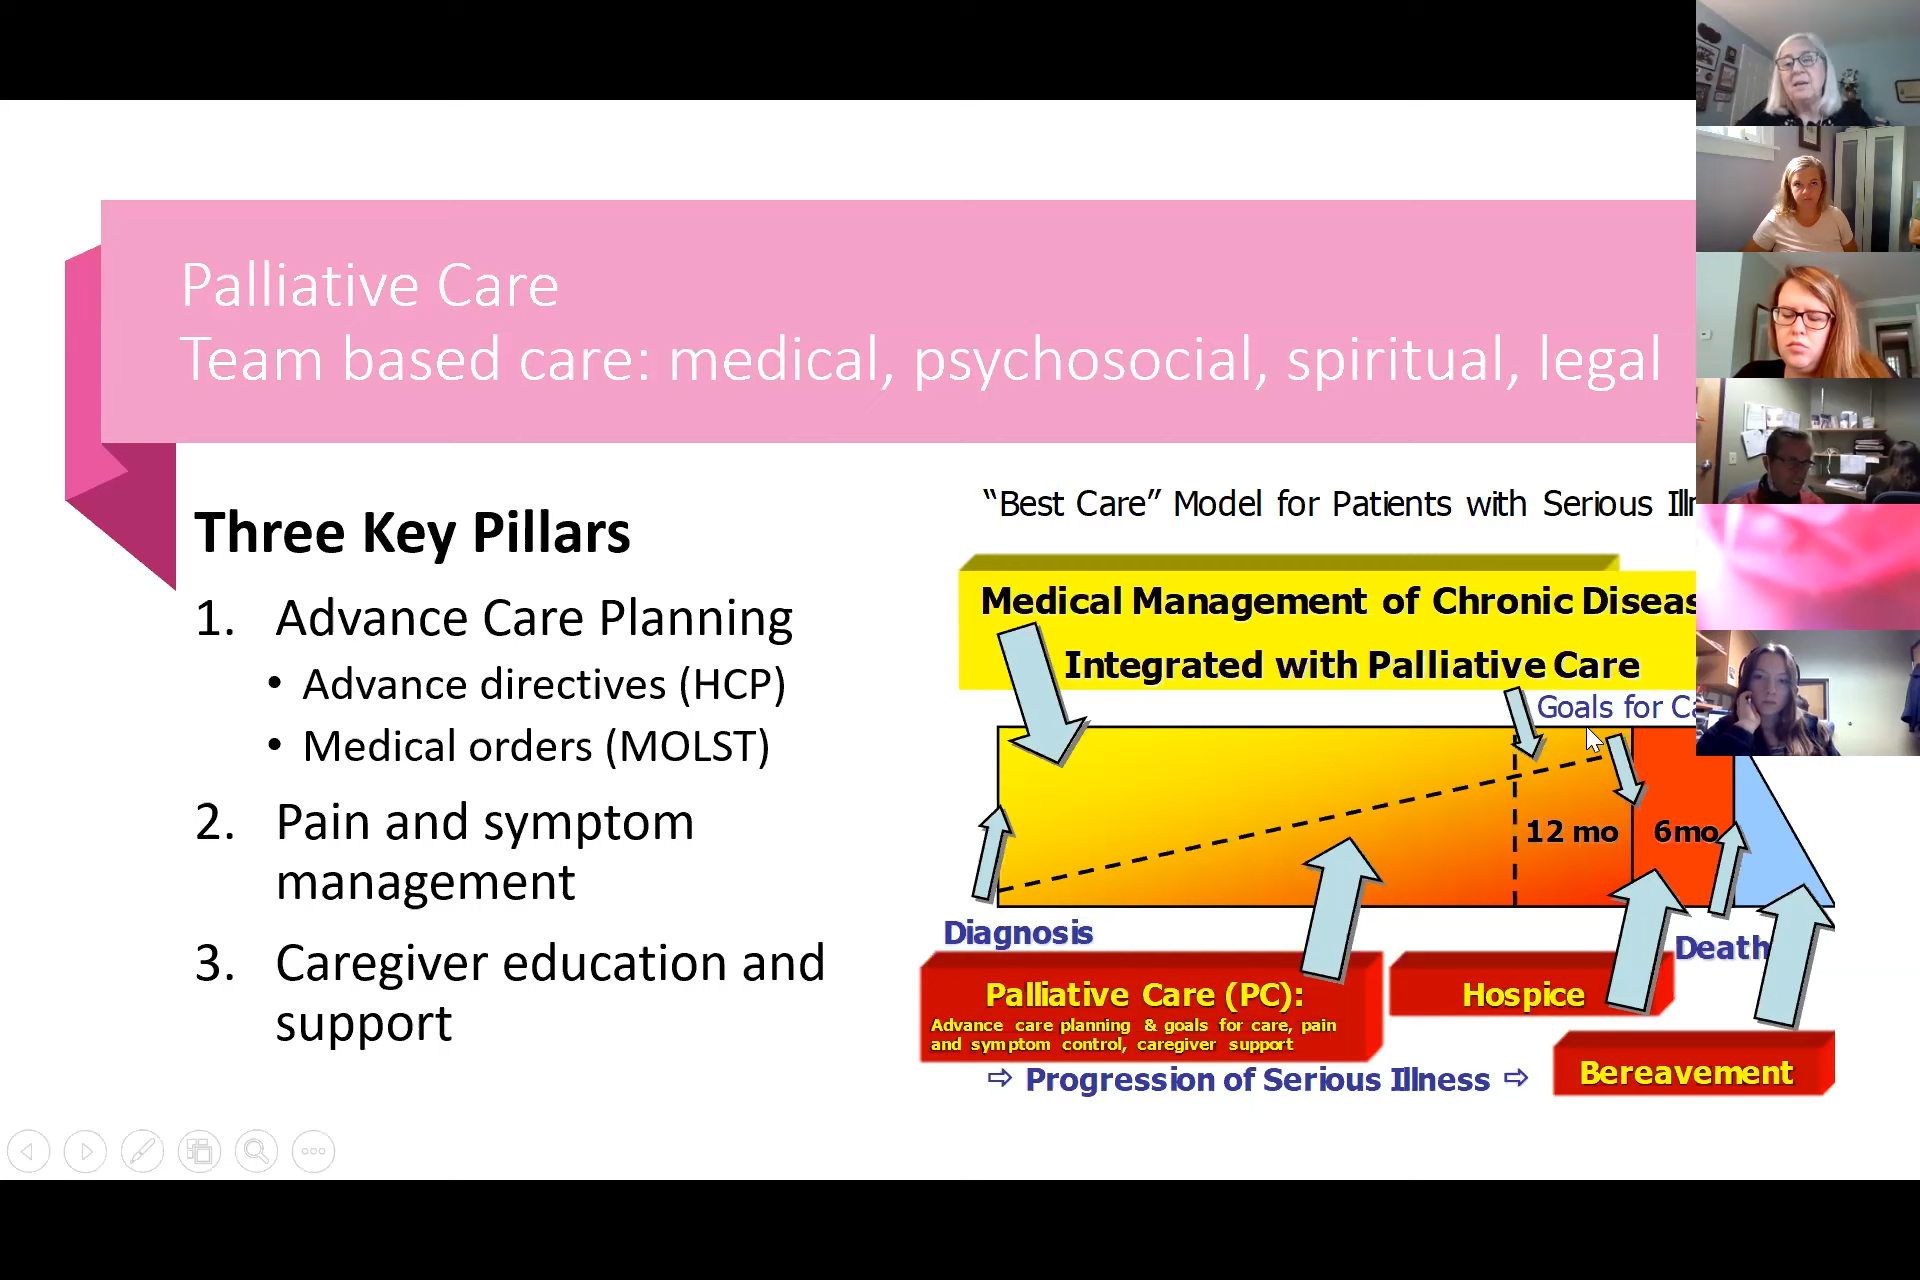 Palliative Care
Team based care: medical, psychosocial, spiritual, legal
Three Key Pillars
1. Advance Care Planning
• Advance directives (HCP)
• Medical orders (MOLST)
2. Pain and symptom
management
3. Caregiver education and
support
“Best Care” Model for Patients with Serious
Medical Management of Chronic
Integrated with Palliative Care
Goals for
12 mo
6mo
Diagnosis
Death
Palliative Care (PC):
Advance care planning & goals for care, pain
and symptom control, caregiver support
Hospice
Bereavement
⇨ Progression of Serious Illness ⇨